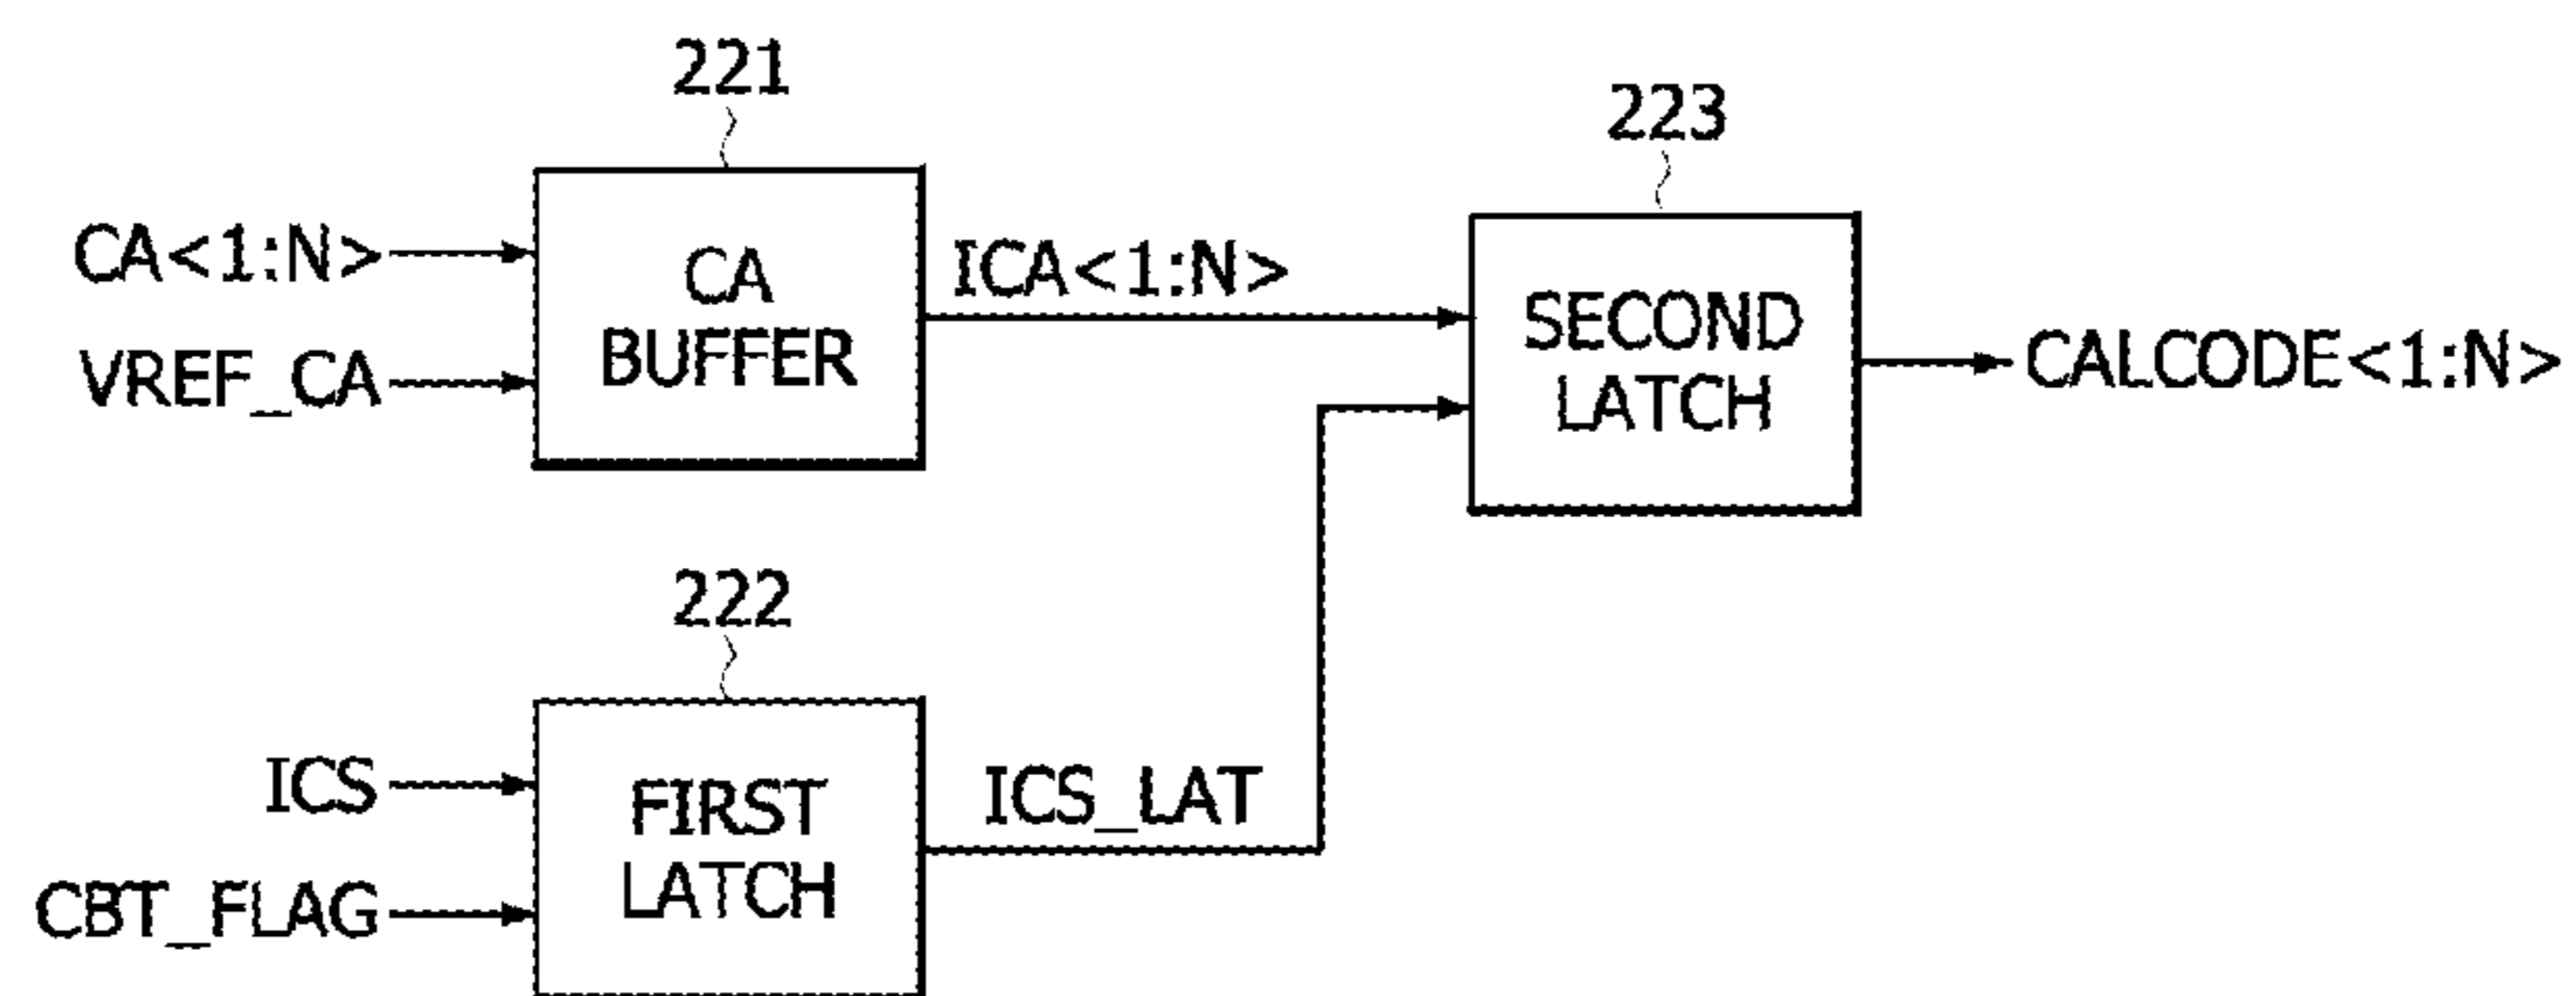 221
223
CA<1:N>
VREF_CA
CA
BUFFER
ICA<1:N>
SECOND
LATCH
CALCODE<1:N>
222
ICS
CBT_FLAG
FIRST
LATCH
ICS_LAT